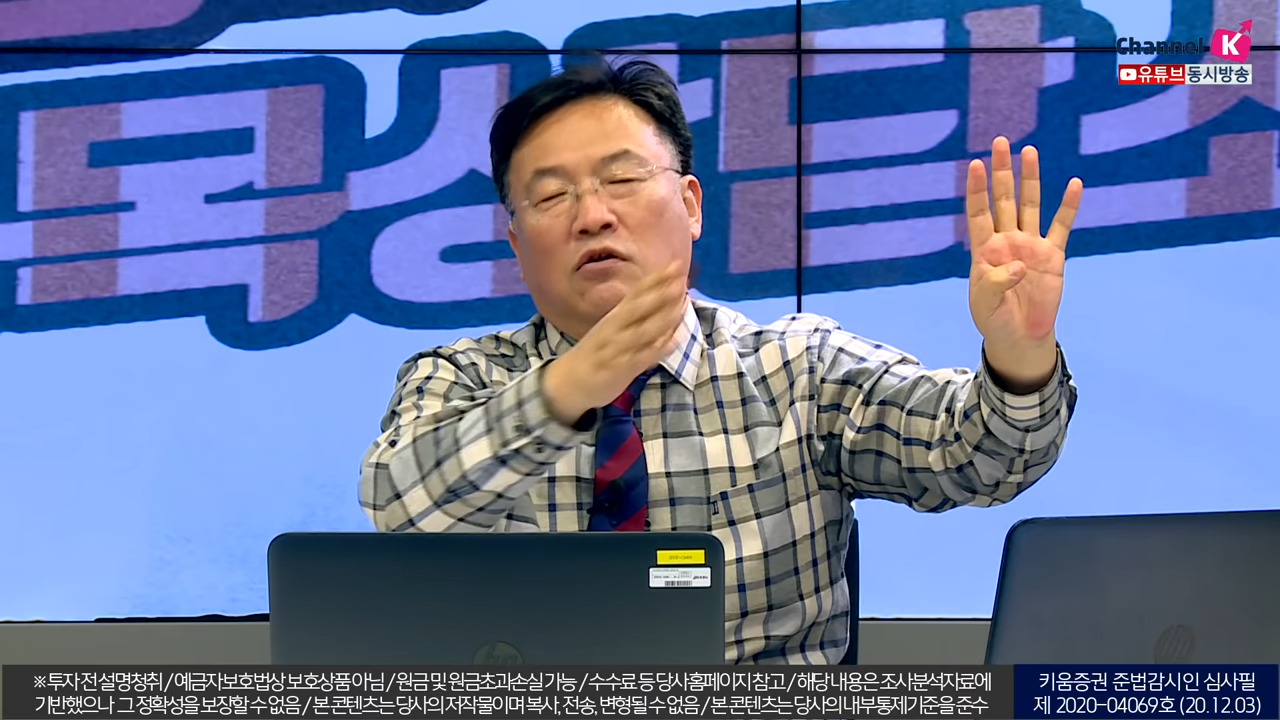 목상담소
Channel K
유튜브 동시방송
hp
※ 투자 전 설명청취 / 예금자보호법상 보호상품 아님 / 원금 및 원금초과손실 가능 / 수수료 등 당사홈페이지 참고 / 해당 내용은 조사분석자료에
기반했으나 그 정확성을 보장할 수 없음 / 본 콘텐츠는 당사의 저작물이며 복사, 전송, 변형될 수 없음 / 본 콘텐츠는 당사의 내부통제기준을 준수
키움증권 준법감시인 심사필
제 2020-04069호 (20.12.03)